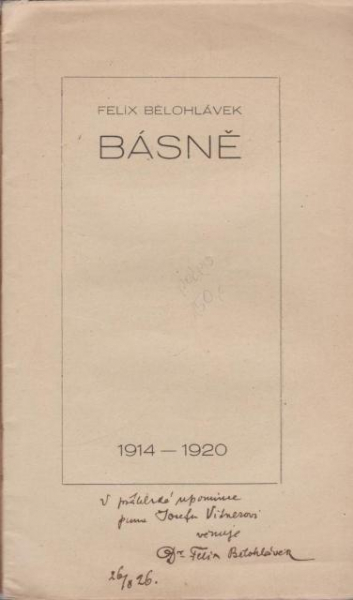 FELIX BĚLOHLÁVEK
BÁSNĚ
1914 — 1920
V přátelské upomínce
panu Josefu Vitnerovi
věnuje
Dr. Felix Bělohlávek
26/8 26.